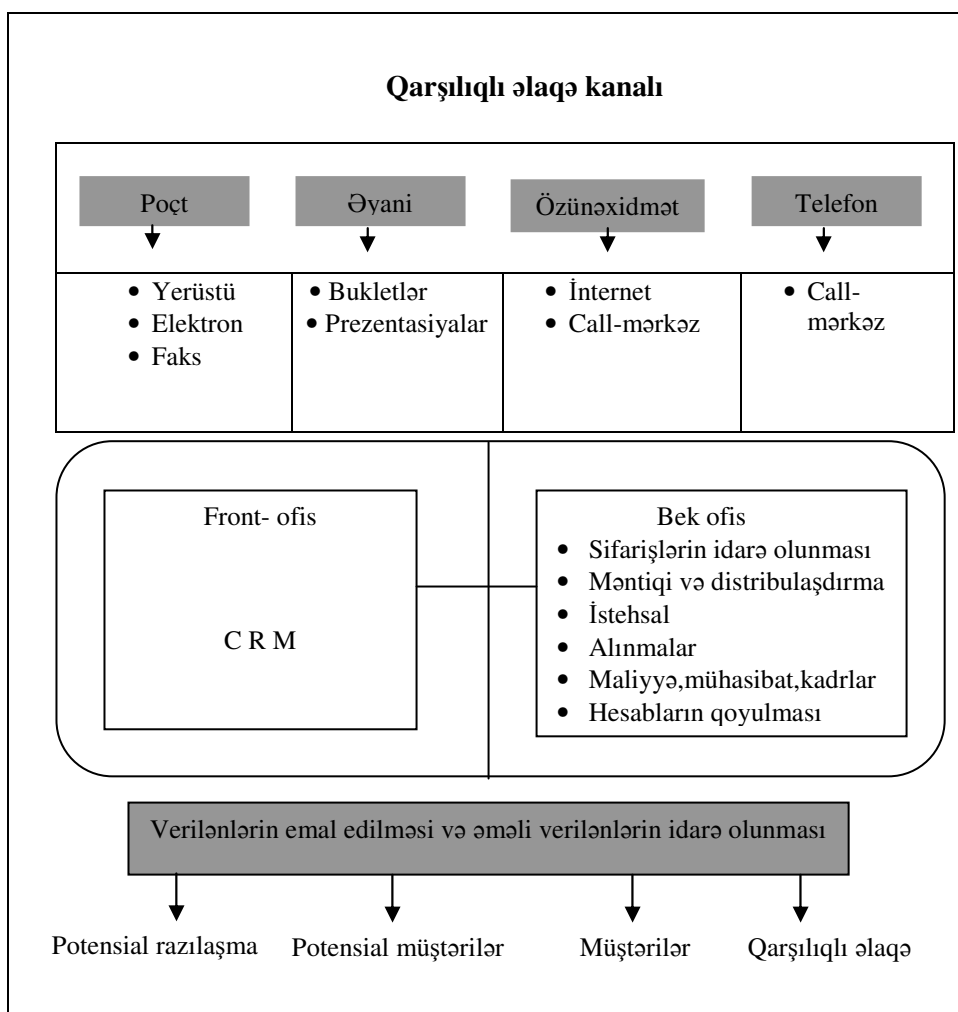 Qarşılıqlı əlaqə kanalı
Poçt
Əyani
Özünəxidmət
Telefon
• Yerüstü
• Elektron
• Faks
• Bukletlər
• Prezentasiyalar
• İnternet
• Call-mərkəz
• Call-
mərkəz
Front- ofis
C R M
Bek ofis
• Sifarişlərin idarə olunması
• Məntiqi və distribulaşdırma
• İstehsal
• Alınmalar
• Maliyyə,mühasibat,kadrlar
• Hesabların qoyulması
Verilənlərin emal edilməsi və əməli verilənlərin idarə olunması
Potensial razılaşma
Potensial müştərilər
Müştərilər
Qarşılıqlı əlaqə